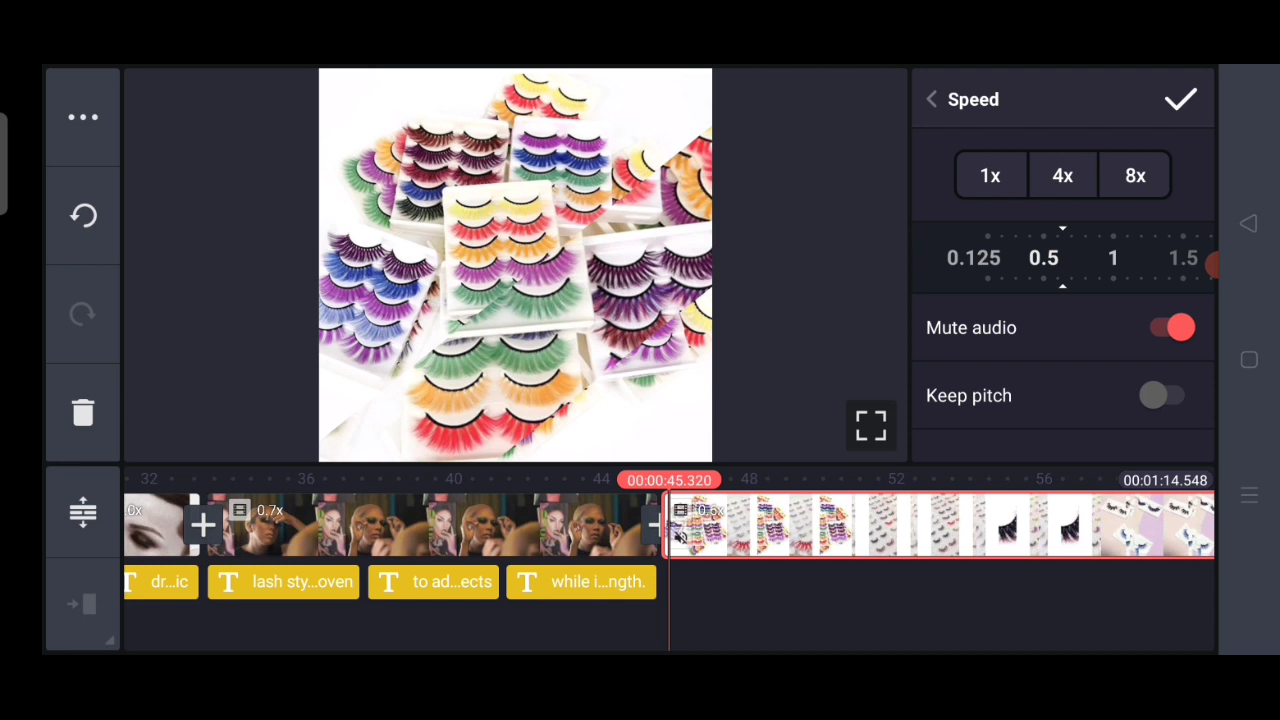 Speed
1x 4x 8x
0.125 0.5 1 1.5
Mute audio
Keep pitch
32 36 40 44 00:00:45.320 48 52 56 00:01:14.548
0x 0.7x
T dr...ic T lash sty...oven T to ad...ects T while i...ngth.